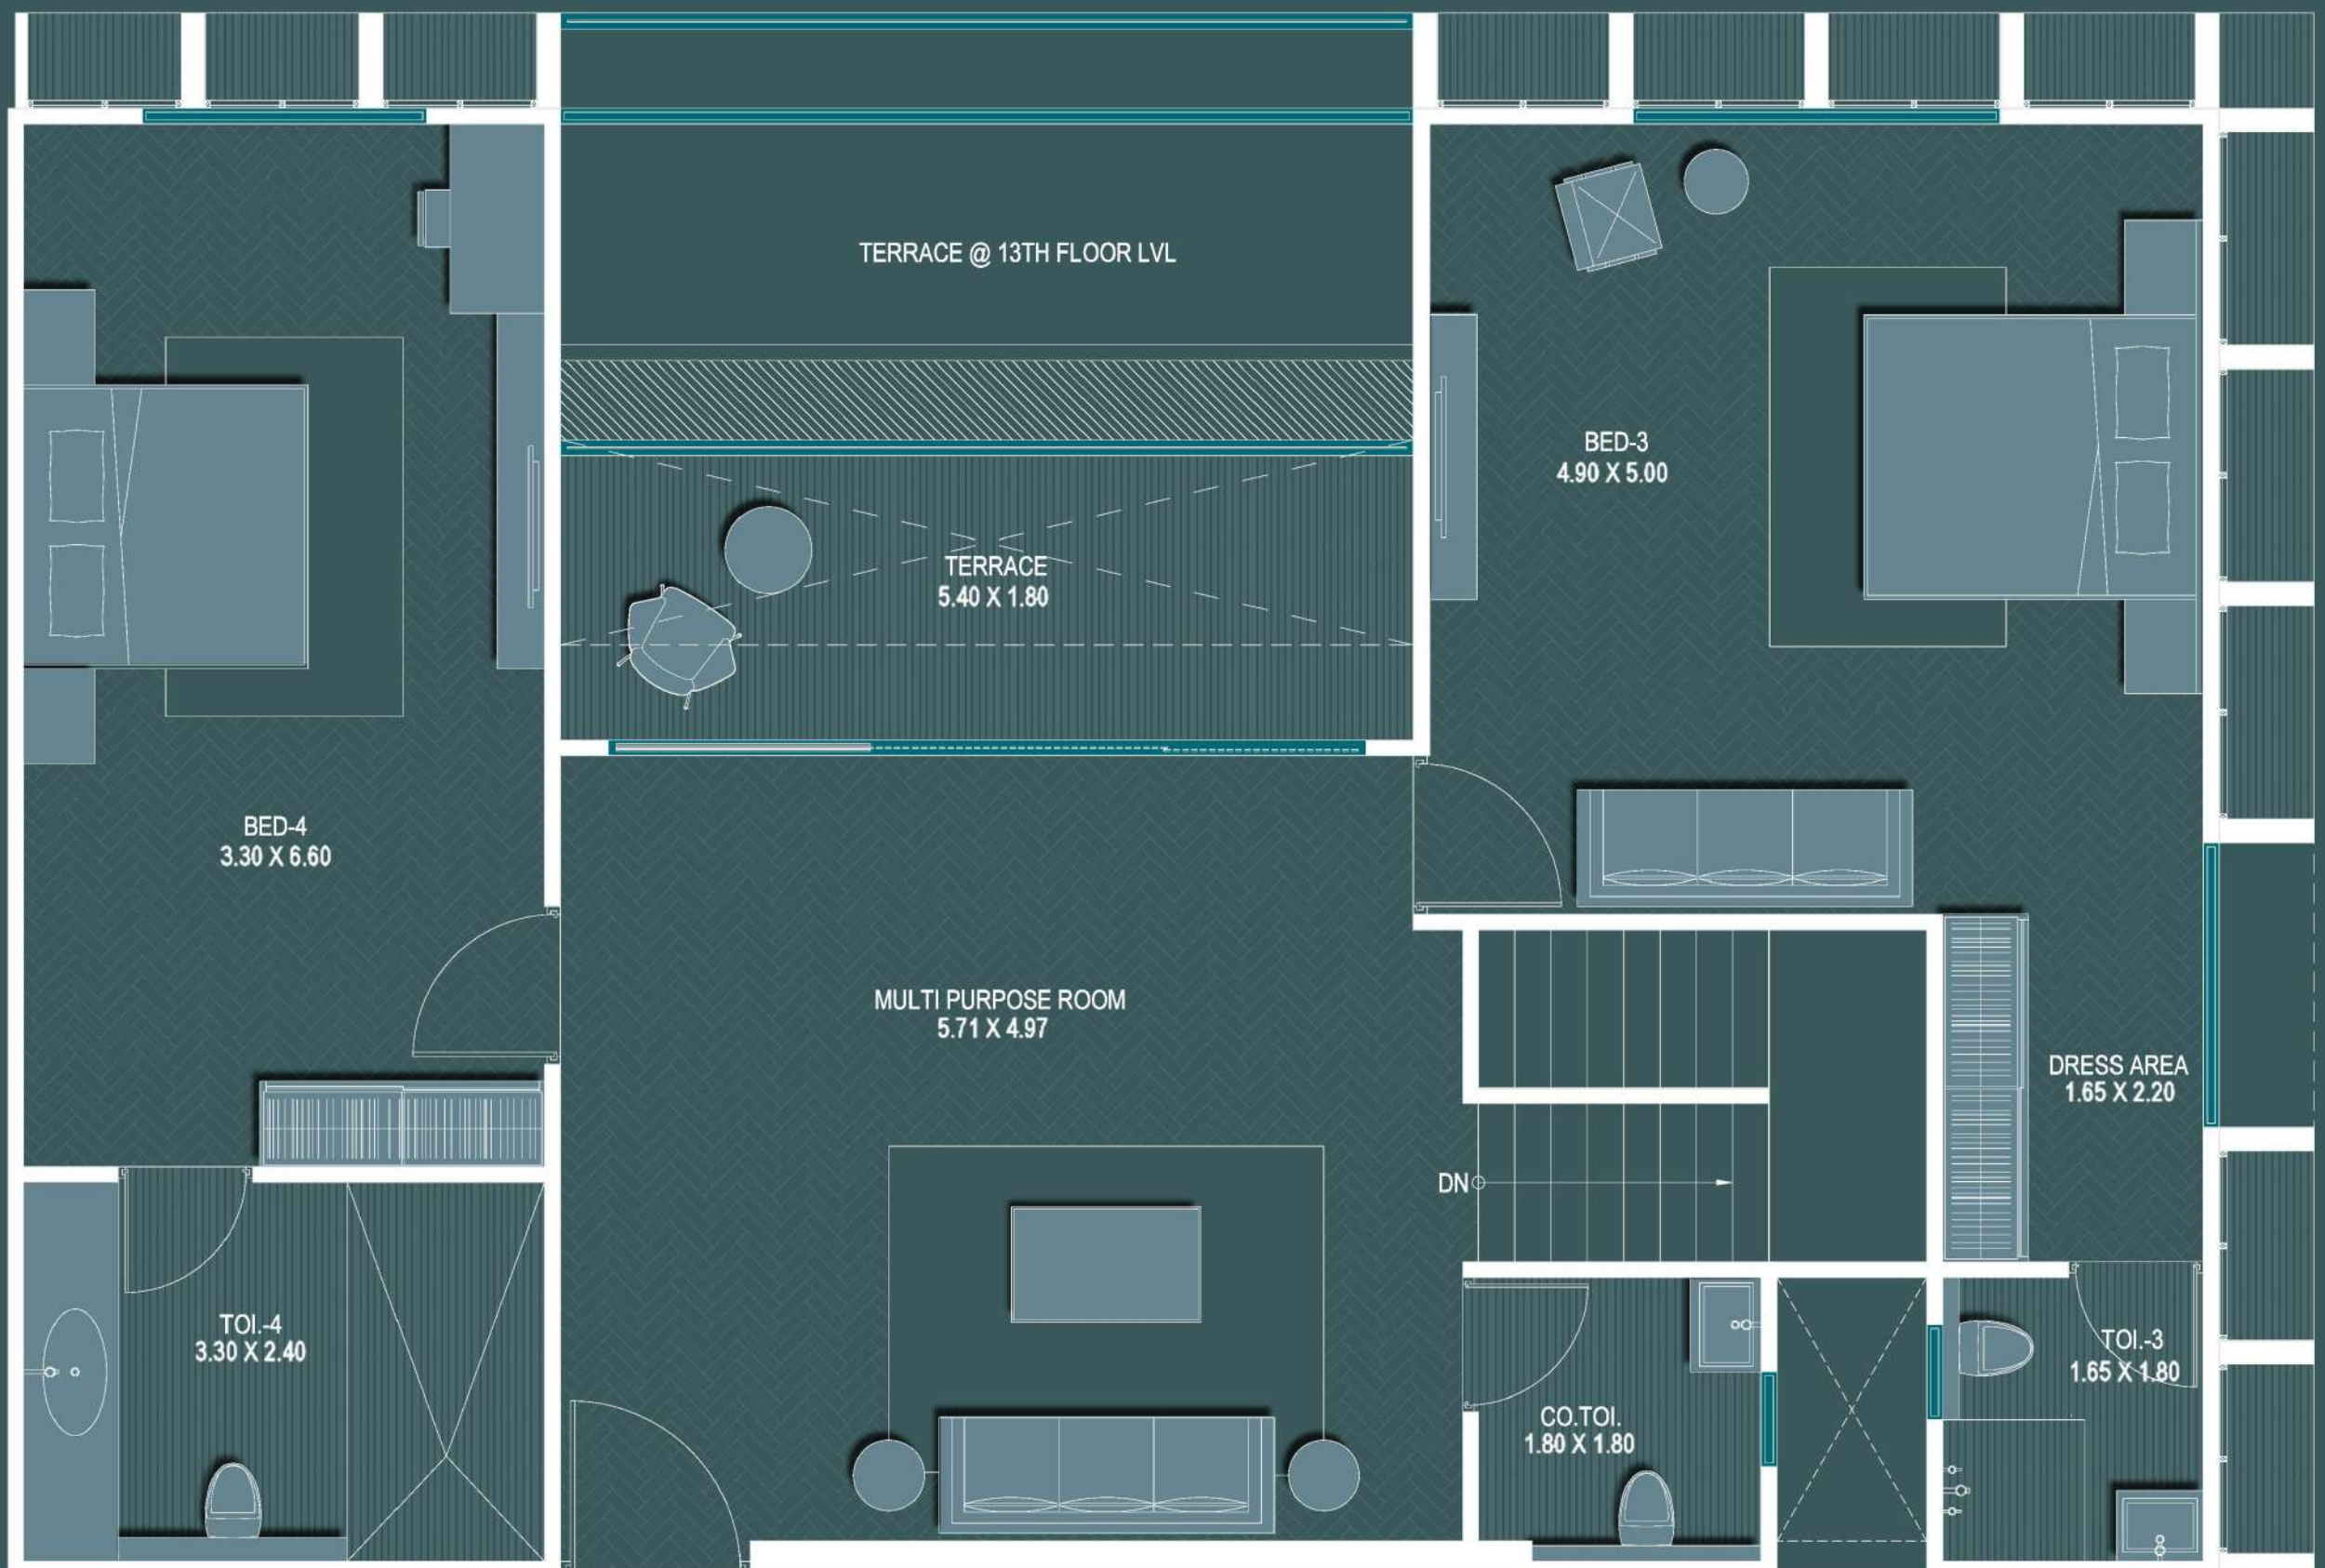 TERRACE @ 13TH FLOOR LVL
BED-3
4.90 X 5.00
TERRACE
5.40 X 1.80
BED-4
3.30 X 6.60
MULTI PURPOSE ROOM
5.71 X 4.97
DRESS AREA
1.65 X 2.20
DN
TOI.-4
3.30 X 2.40
TOI.-3
1.65 X 1.80
CO.TOI.
1.80 X 1.80